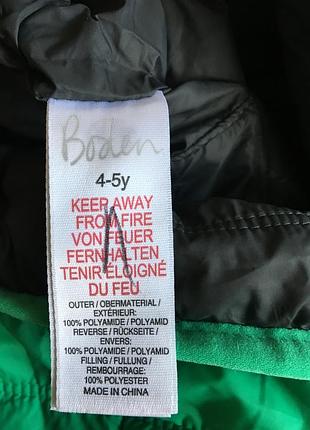 Boden
4-5y
KEEP AWAY
FROM FIRE
VON FEUER
FERNHALTEN
TENIR ÉLOIGNÉ
DU FEU
OUTER / OBERMATERIAL /
EXTÉRIEUR:
100% POLYAMIDE / POLYAMID
REVERSE / RÜCKSEITE /
ENVERS:
100% POLYAMIDE / POLYAMID
FILLING / FULLUNG /
REMBOURRAGE:
100% POLYESTER
MADE IN CHINA